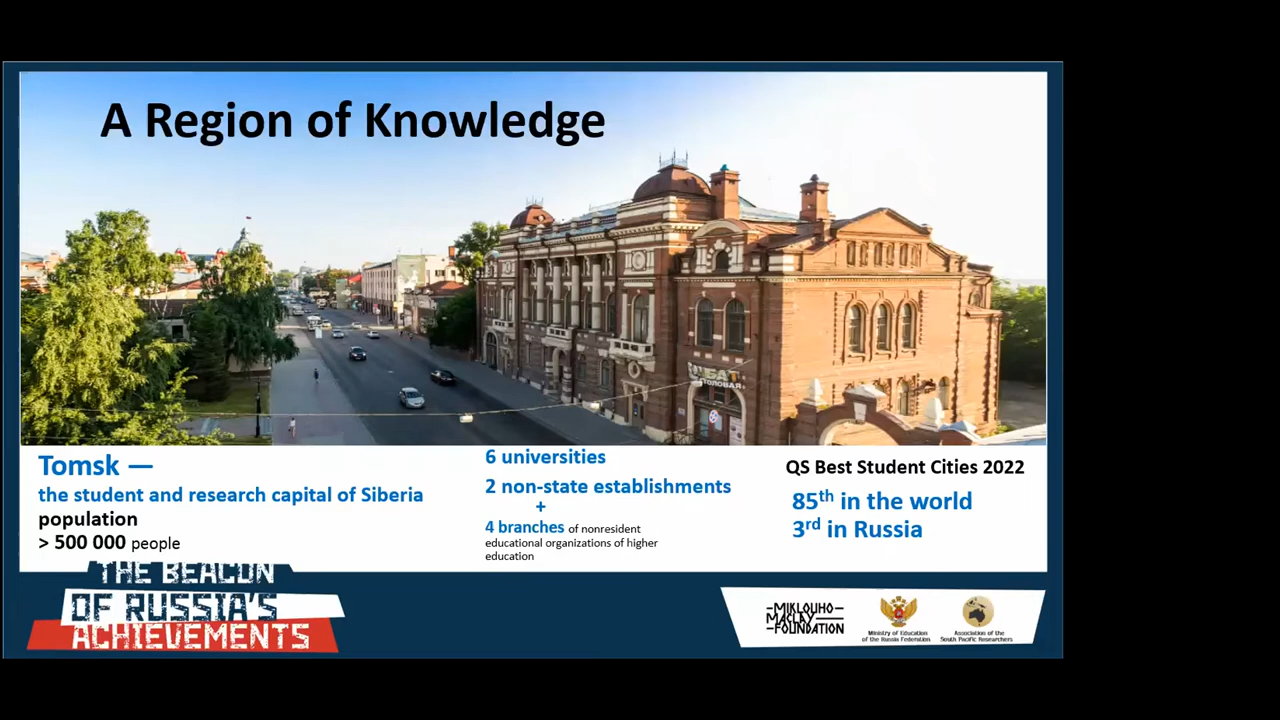 A Region of Knowledge
СТОЛОВАЯ
Tomsk —
the student and research capital of Siberia
population
> 500 000 people
6 universities
2 non-state establishments
+
4 branches of nonresident
educational organizations of higher
education
QS Best Student Cities 2022
85th in the world
3rd in Russia
THE BEACON
OF RUSSIA'S
ACHIEVEMENTS
–MIKLOUHO–
MACLAY–
–FOUNDATION
Ministry of Education
of the Russia Federation
Association of the
South Pacific Researchers